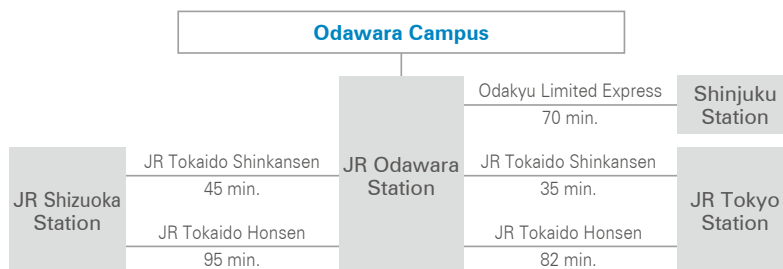 Odawara Campus
Odakyu Limited Express
70 min.
Shinjuku
Station
JR Shizuoka
Station
JR Tokaido Shinkansen
45 min.
JR Tokaido Honsen
95 min.
JR Odawara
Station
JR Tokaido Shinkansen
35 min.
JR Tokaido Honsen
82 min.
JR Tokyo
Station